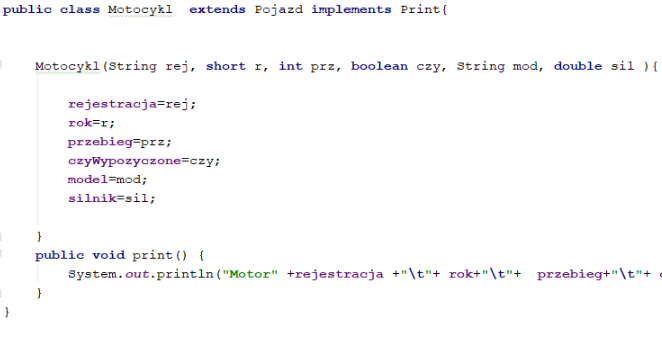 public class Motocykl  extends Pojazd implements Print{
Motocykl(String rej, short r, int prz, boolean czy, String mod, double sil ){
rejestracja=rej;
rok=r;
przebieg=prz;
czyWypozyczone=czy;
model=mod;
silnik=sil;
}
public void print() {
System.out.println("Motor" +rejestracja +"\t"+ rok+"\t"+  przebieg+"\t"+
}
}